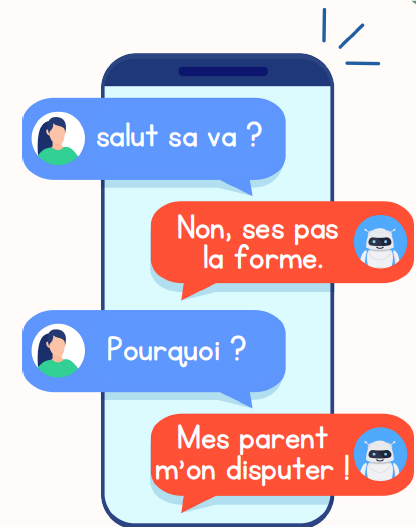 salut sa va ?
Non, ses pas
la forme.
Pourquoi ?
Mes parent
m'on disputer !